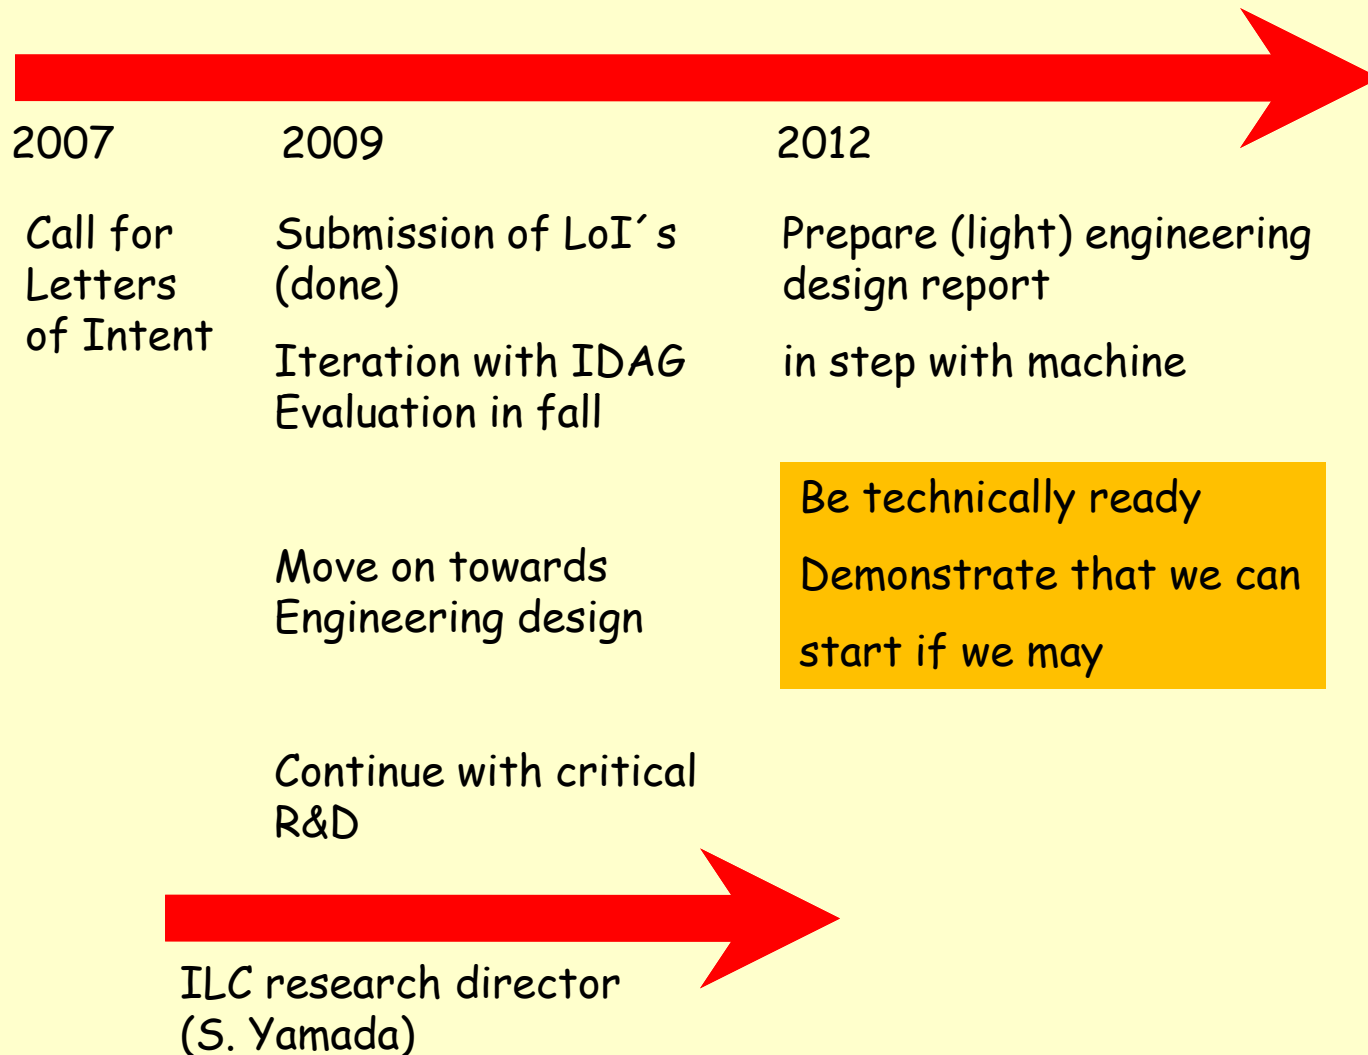 2007
2009
2012
Call for
Letters
of Intent
Submission of LoI´s
(done)
Iteration with IDAG
Evaluation in fall
Move on towards
Engineering design
Continue with critical
R&D
Prepare (light) engineering
design report
in step with machine
Be technically ready
Demonstrate that we can
start if we may
ILC research director
(S. Yamada)